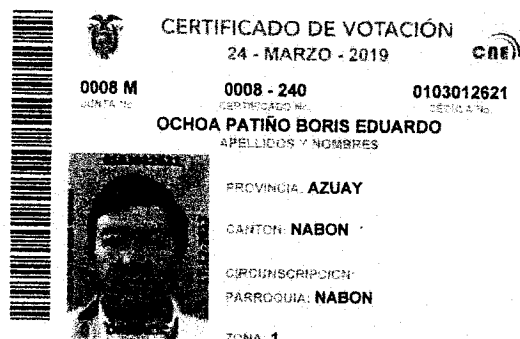 CERTIFICADO DE VOTACIÓN
24 - MARZO - 2019
CNE
0008 M
JUNTA No.
0008 - 240
CERTIFICADO No.
0103012621
CÉDULA No.
OCHOA PATIÑO BORIS EDUARDO
APELLIDOS Y NOMBRES
PROVINCIA: AZUAY
CANTON: NABON
CIRCUNSCRIPCION:
PARROQUIA: NABON
ZONA: 1